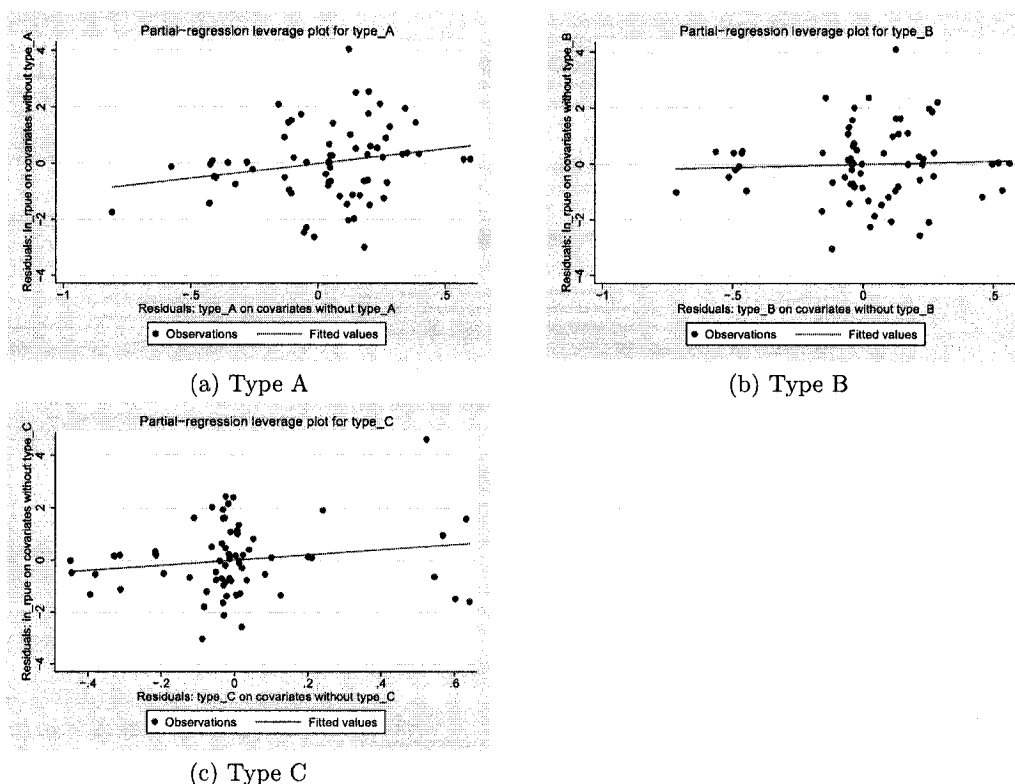 Partial-regression leverage plot for type_A
Residuals: ln_rpue on covariates without type_A
4
2
0
-2
-4
-1
-.5
0
.5
Residuals: type_A on covariates without type_A
Observations
Fitted values
(a) Type A
Partial-regression leverage plot for type_B
Residuals: ln_rpue on covariates without type_B
4
2
0
-2
-4
-1
-.5
0
.5
Residuals: type_B on covariates without type_B
Observations
Fitted values
(b) Type B
Partial-regression leverage plot for type_C
Residuals: ln_rpue on covariates without type_C
4
2
0
-2
-4
-.4
-.2
0
.2
.4
.6
Residuals: type_C on covariates without type_C
Observations
Fitted values
(c) Type C